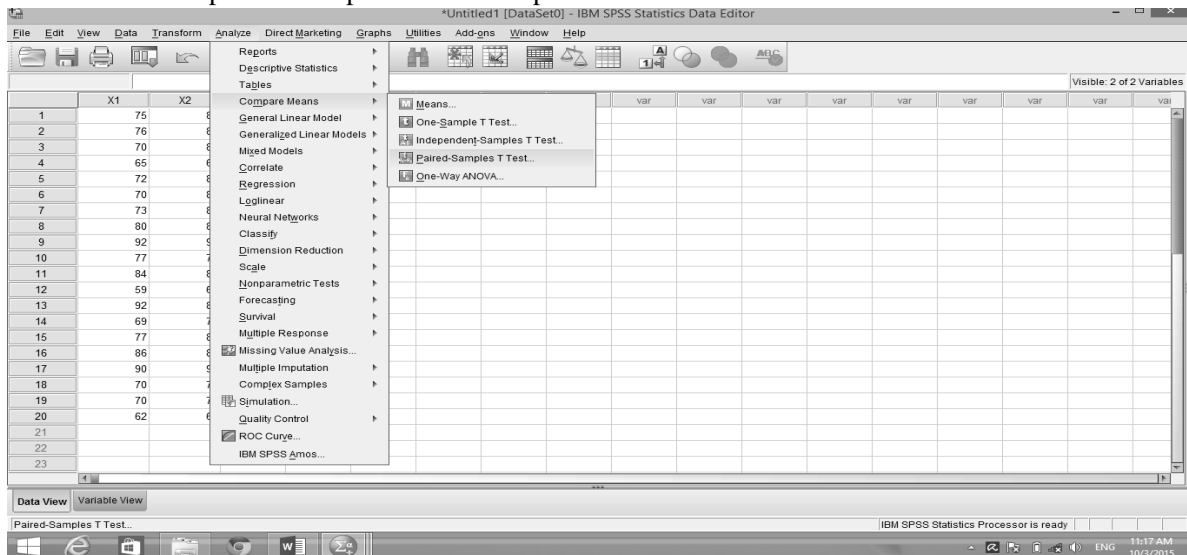 *Untitled1 [DataSet0] - IBM SPSS Statistics Data Editor
File Edit View Data Transform Analyze Direct Marketing Graphs Utilities Add-ons Window Help
Visible: 2 of 2 Variables
Reports
Descriptive Statistics
Tables
Compare Means
General Linear Model
Generalized Linear Models
Mixed Models
Correlate
Regression
Loglinear
Neural Networks
Classify
Dimension Reduction
Scale
Nonparametric Tests
Forecasting
Survival
Multiple Response
Missing Value Analysis...
Multiple Imputation
Complex Samples
Simulation...
Quality Control
ROC Curve...
IBM SPSS Amos...
Means...
One-Sample T Test...
Independent-Samples T Test...
Paired-Samples T Test...
One-Way ANOVA...
X1 X2 var var var var var var var var
1 75
2 76
3 70
4 65
5 72
6 70
7 73
8 80
9 92
10 77
11 84
12 59
13 92
14 69
15 77
16 86
17 90
18 70
19 70
20 62
21
22
23
Data View Variable View
Paired-Samples T Test... IBM SPSS Statistics Processor is ready
ENG 11:17 AM
10/3/2015